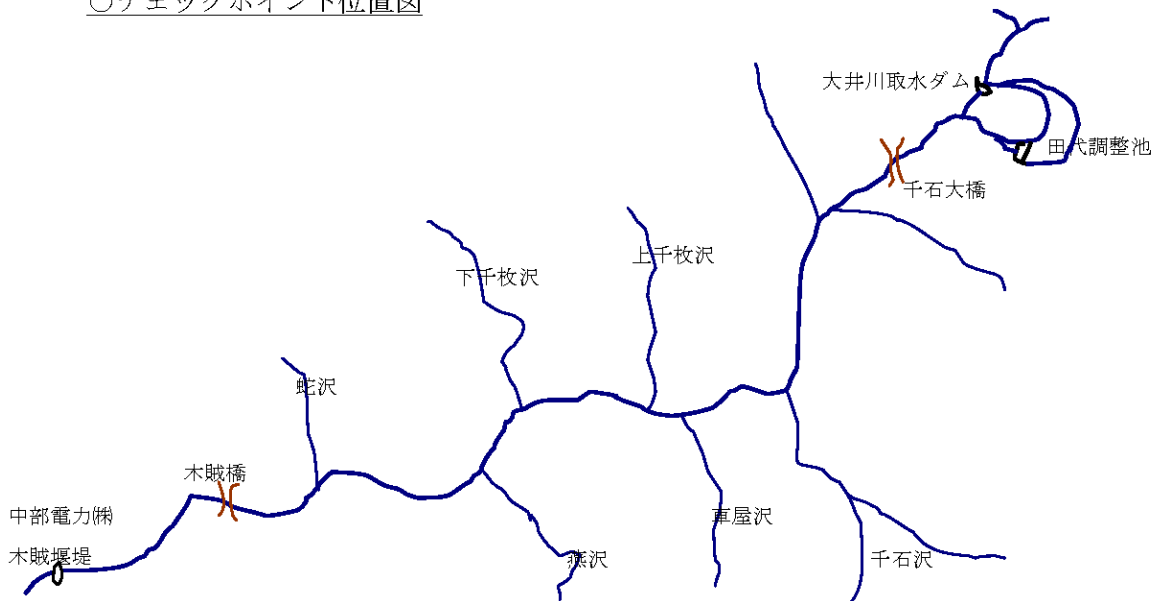 ○チェックポイント位置図
大井川取水ダム
田代調整池
千石大橋
上千枚沢
下千枚沢
蛇沢
木賊橋
中部電力㈱
木賊堰堤
車屋沢
燕沢
千石沢